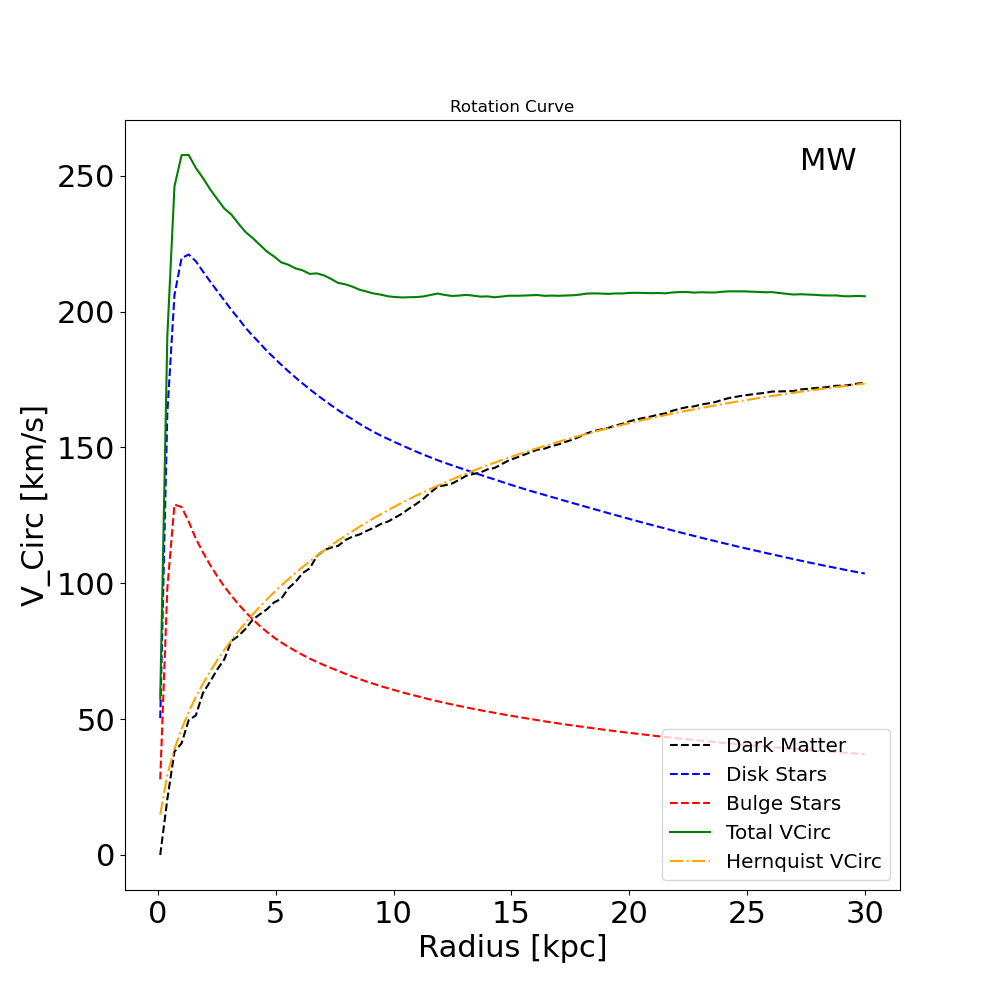 Rotation Curve
MW
V_Circ [km/s]
250
200
150
100
50
0
0 5 10 15 20 25 30
Radius [kpc]
Dark Matter
Disk Stars
Bulge Stars
Total VCirc
Hernquist VCirc